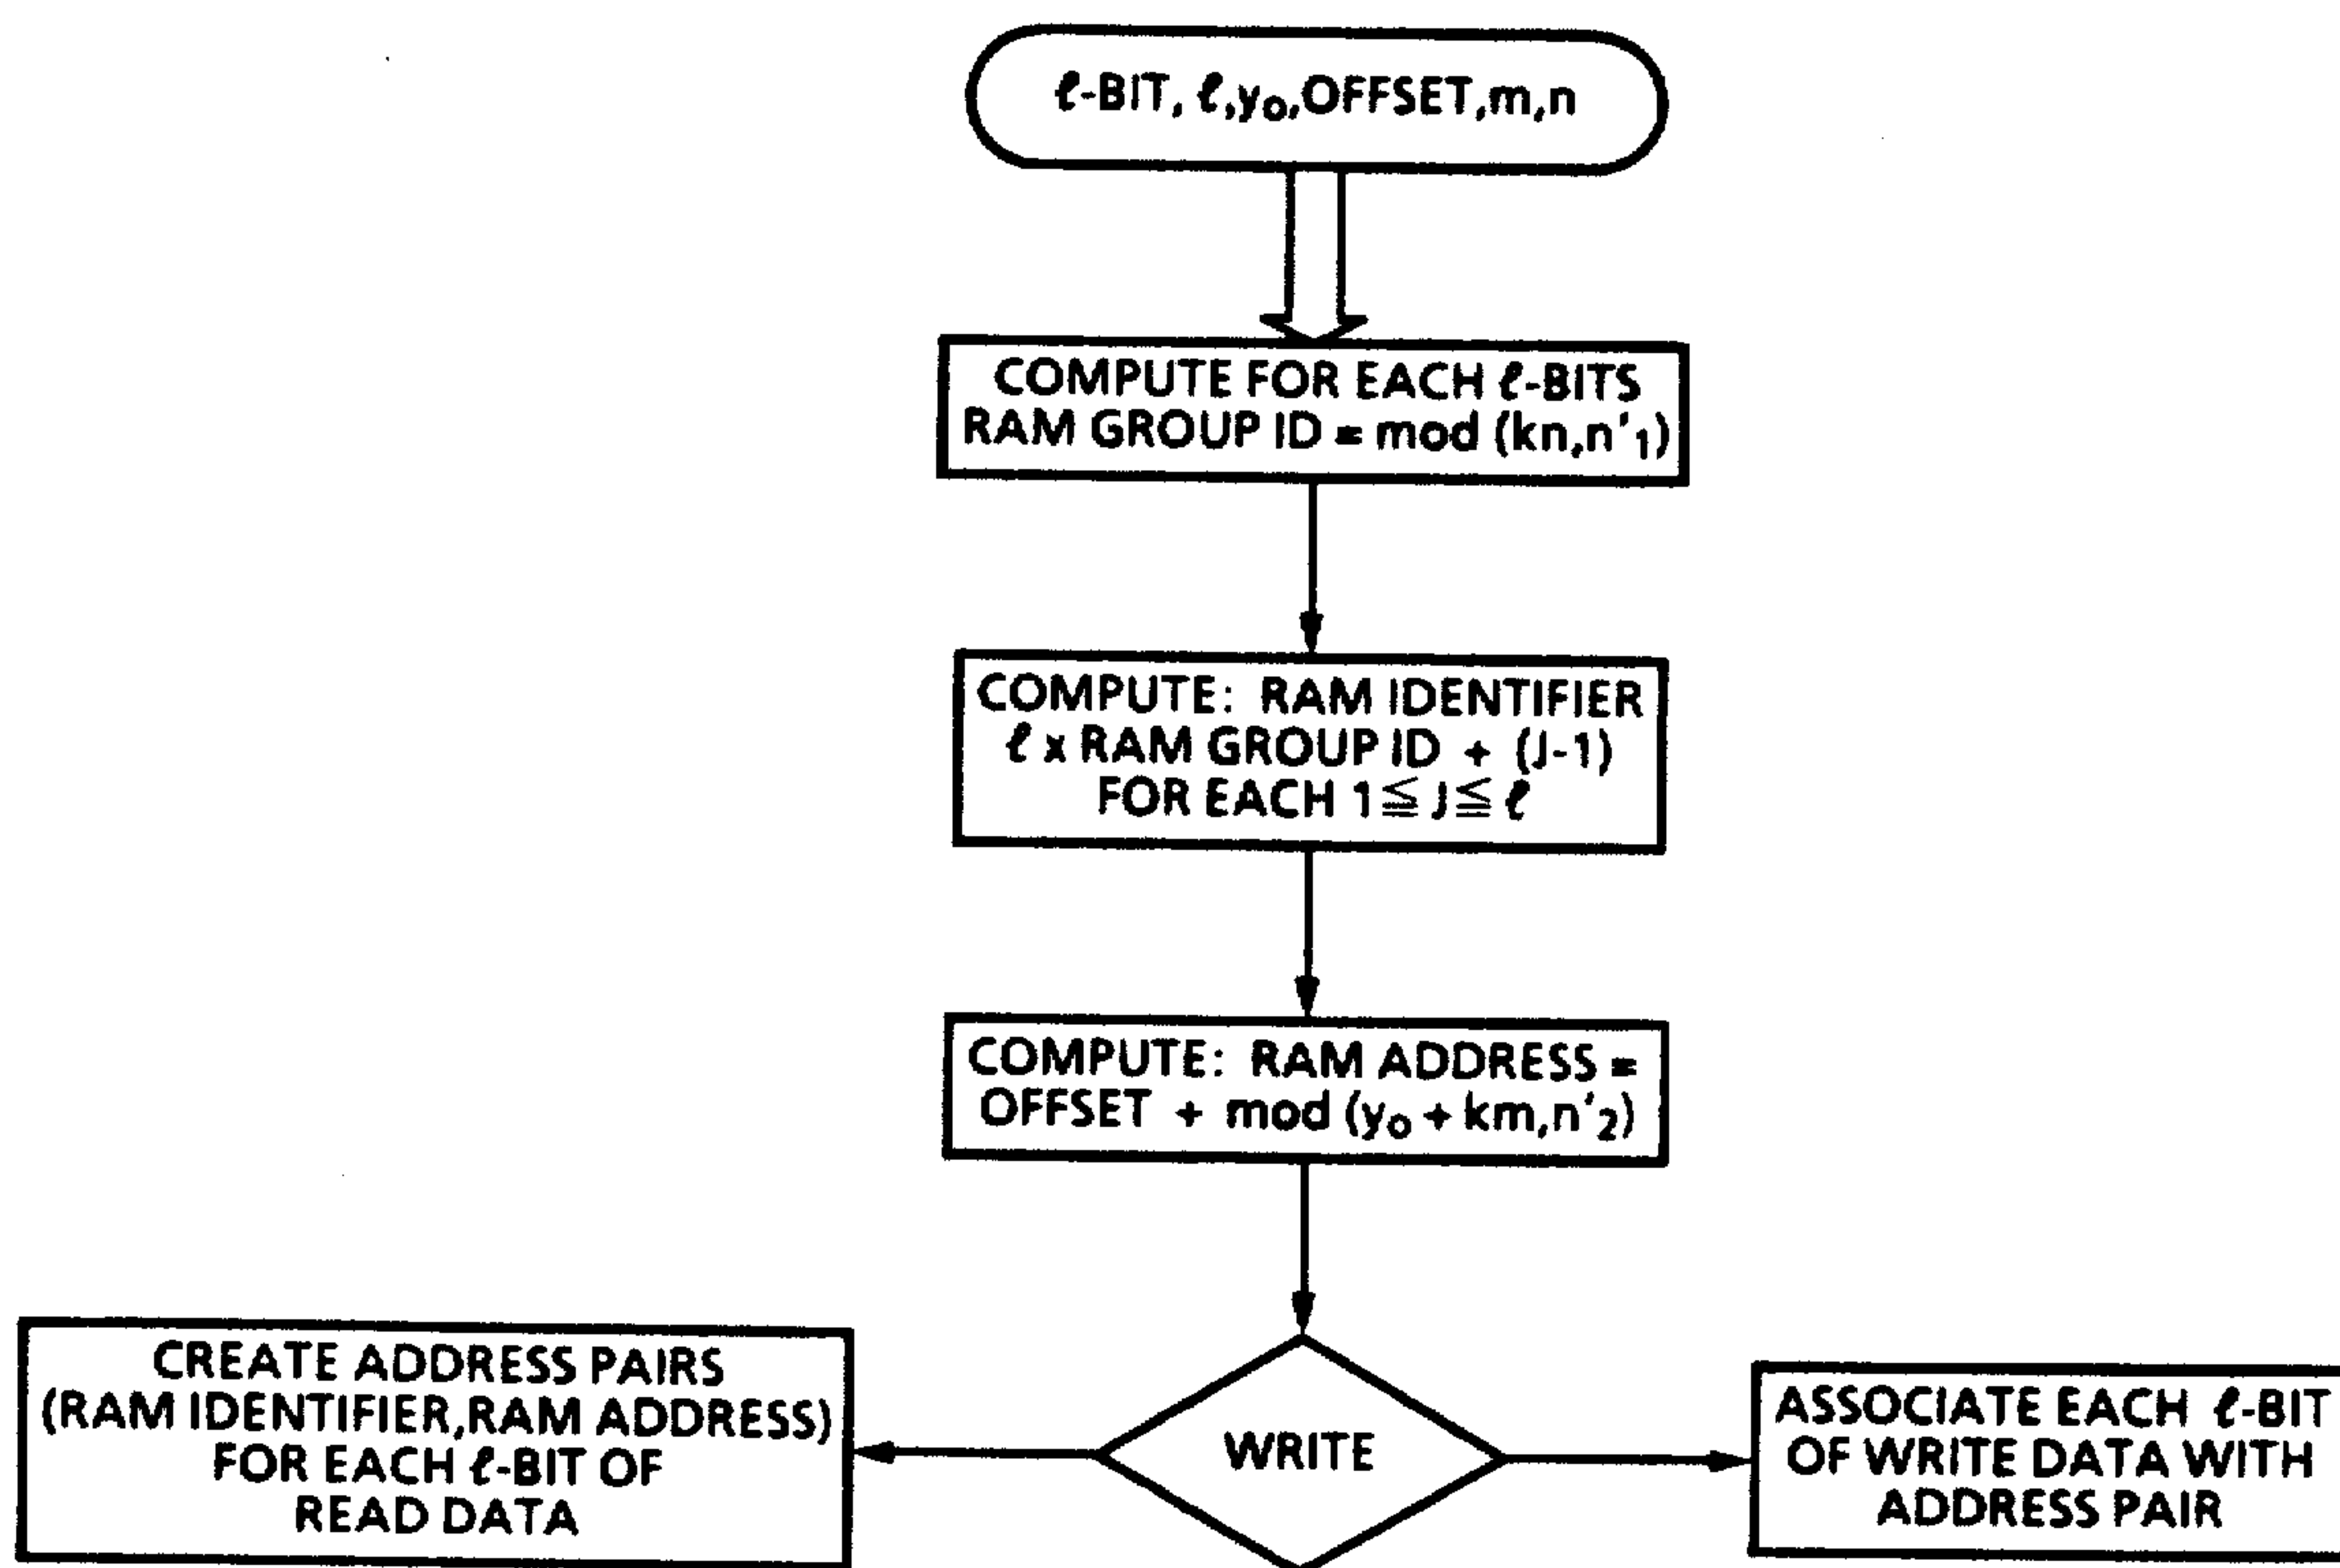 ℓ-BIT, ℓ,y₀,OFFSET,m,n
COMPUTE FOR EACH ℓ-BITS
RAM GROUP ID = mod (kn,n'₁)
COMPUTE: RAM IDENTIFIER
ℓ x RAM GROUP ID + (J-1)
FOR EACH 1≦ J≦ ℓ
COMPUTE: RAM ADDRESS =
OFFSET + mod (y₀ + km,n'₂)
CREATE ADDRESS PAIRS
(RAM IDENTIFIER,RAM ADDRESS)
FOR EACH ℓ-BIT OF
READ DATA
WRITE
ASSOCIATE EACH ℓ-BIT
OF WRITE DATA WITH
ADDRESS PAIR